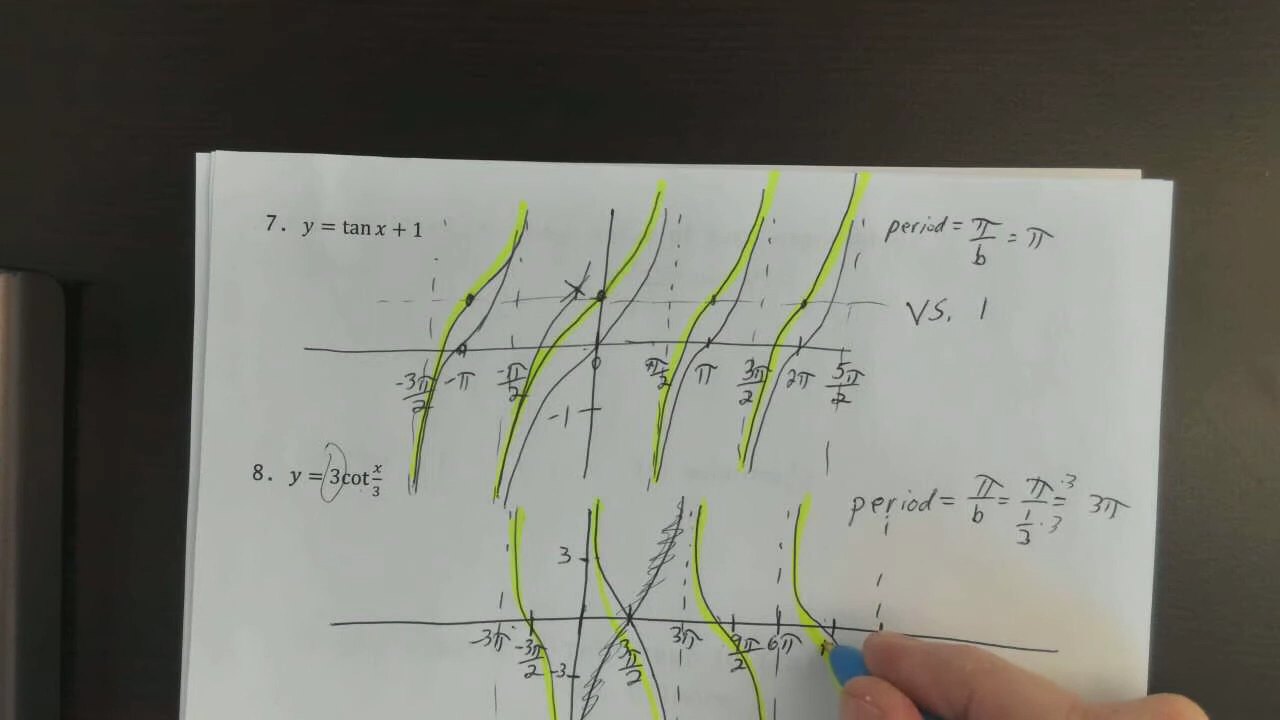 7. y = tan x + 1
period = π/b = π
vs. 1
-3π/2 -π -π/2 0 π/2 π 3π/2 2π 5π/2
-1
8. y = 3cot x/3
period = π/b = π·3/(1/3·3) = 3π
3
-3π -3π/2 3π/2 3π 9π/2 6π
-3